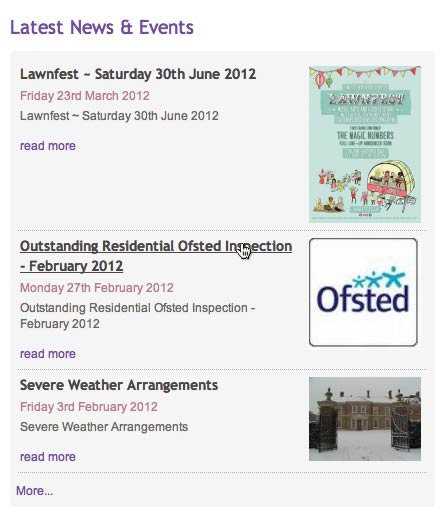 Latest News & Events
Lawnfest ~ Saturday 30th June 2012
Friday 23rd March 2012
Lawnfest ~ Saturday 30th June 2012
read more
LAWNFEST
THE MAGIC NUMBERS
Outstanding Residential Ofsted Inspection
- February 2012
Monday 27th February 2012
Outstanding Residential Ofsted Inspection -
February 2012
read more
Ofsted
Severe Weather Arrangements
Friday 3rd February 2012
Severe Weather Arrangements
read more
More...